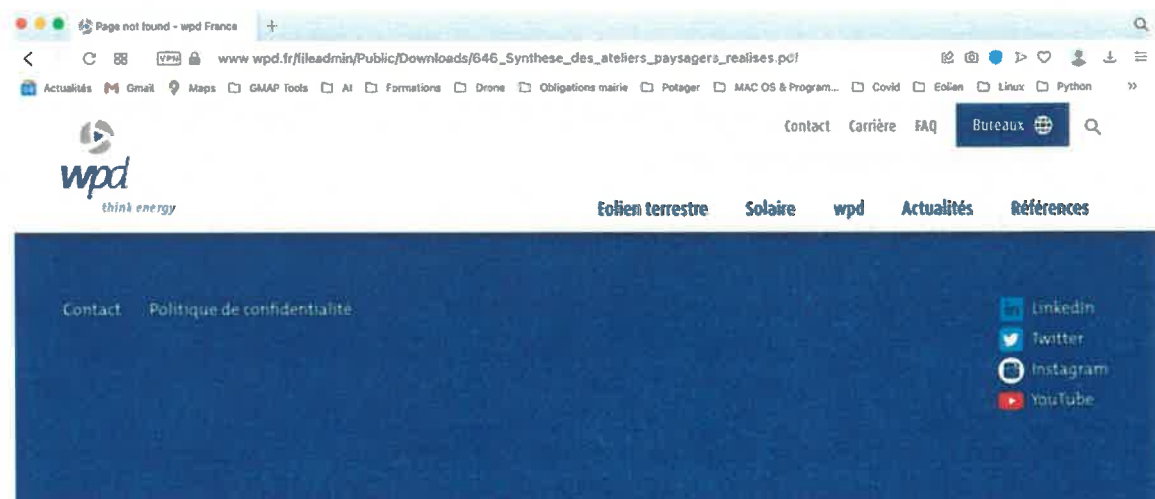 Page not found - wpd France
www wpd.fr/fileadmin/Public/Downloads/646_Synthese_des_ateliers_paysagers_realises.pdf
VPN
Actualités Gmail Maps GMAP Tools AI Formations Drone Obligations mairie Potager MAC OS & Program... Covid Eolien Linux Python »
Contact Carrière FAQ Bureaux
wpd
think energy
Eolien terrestre Solaire wpd Actualités Références
Contact Politique de confidentialité
in LinkedIn
Twitter
Instagram
YouTube